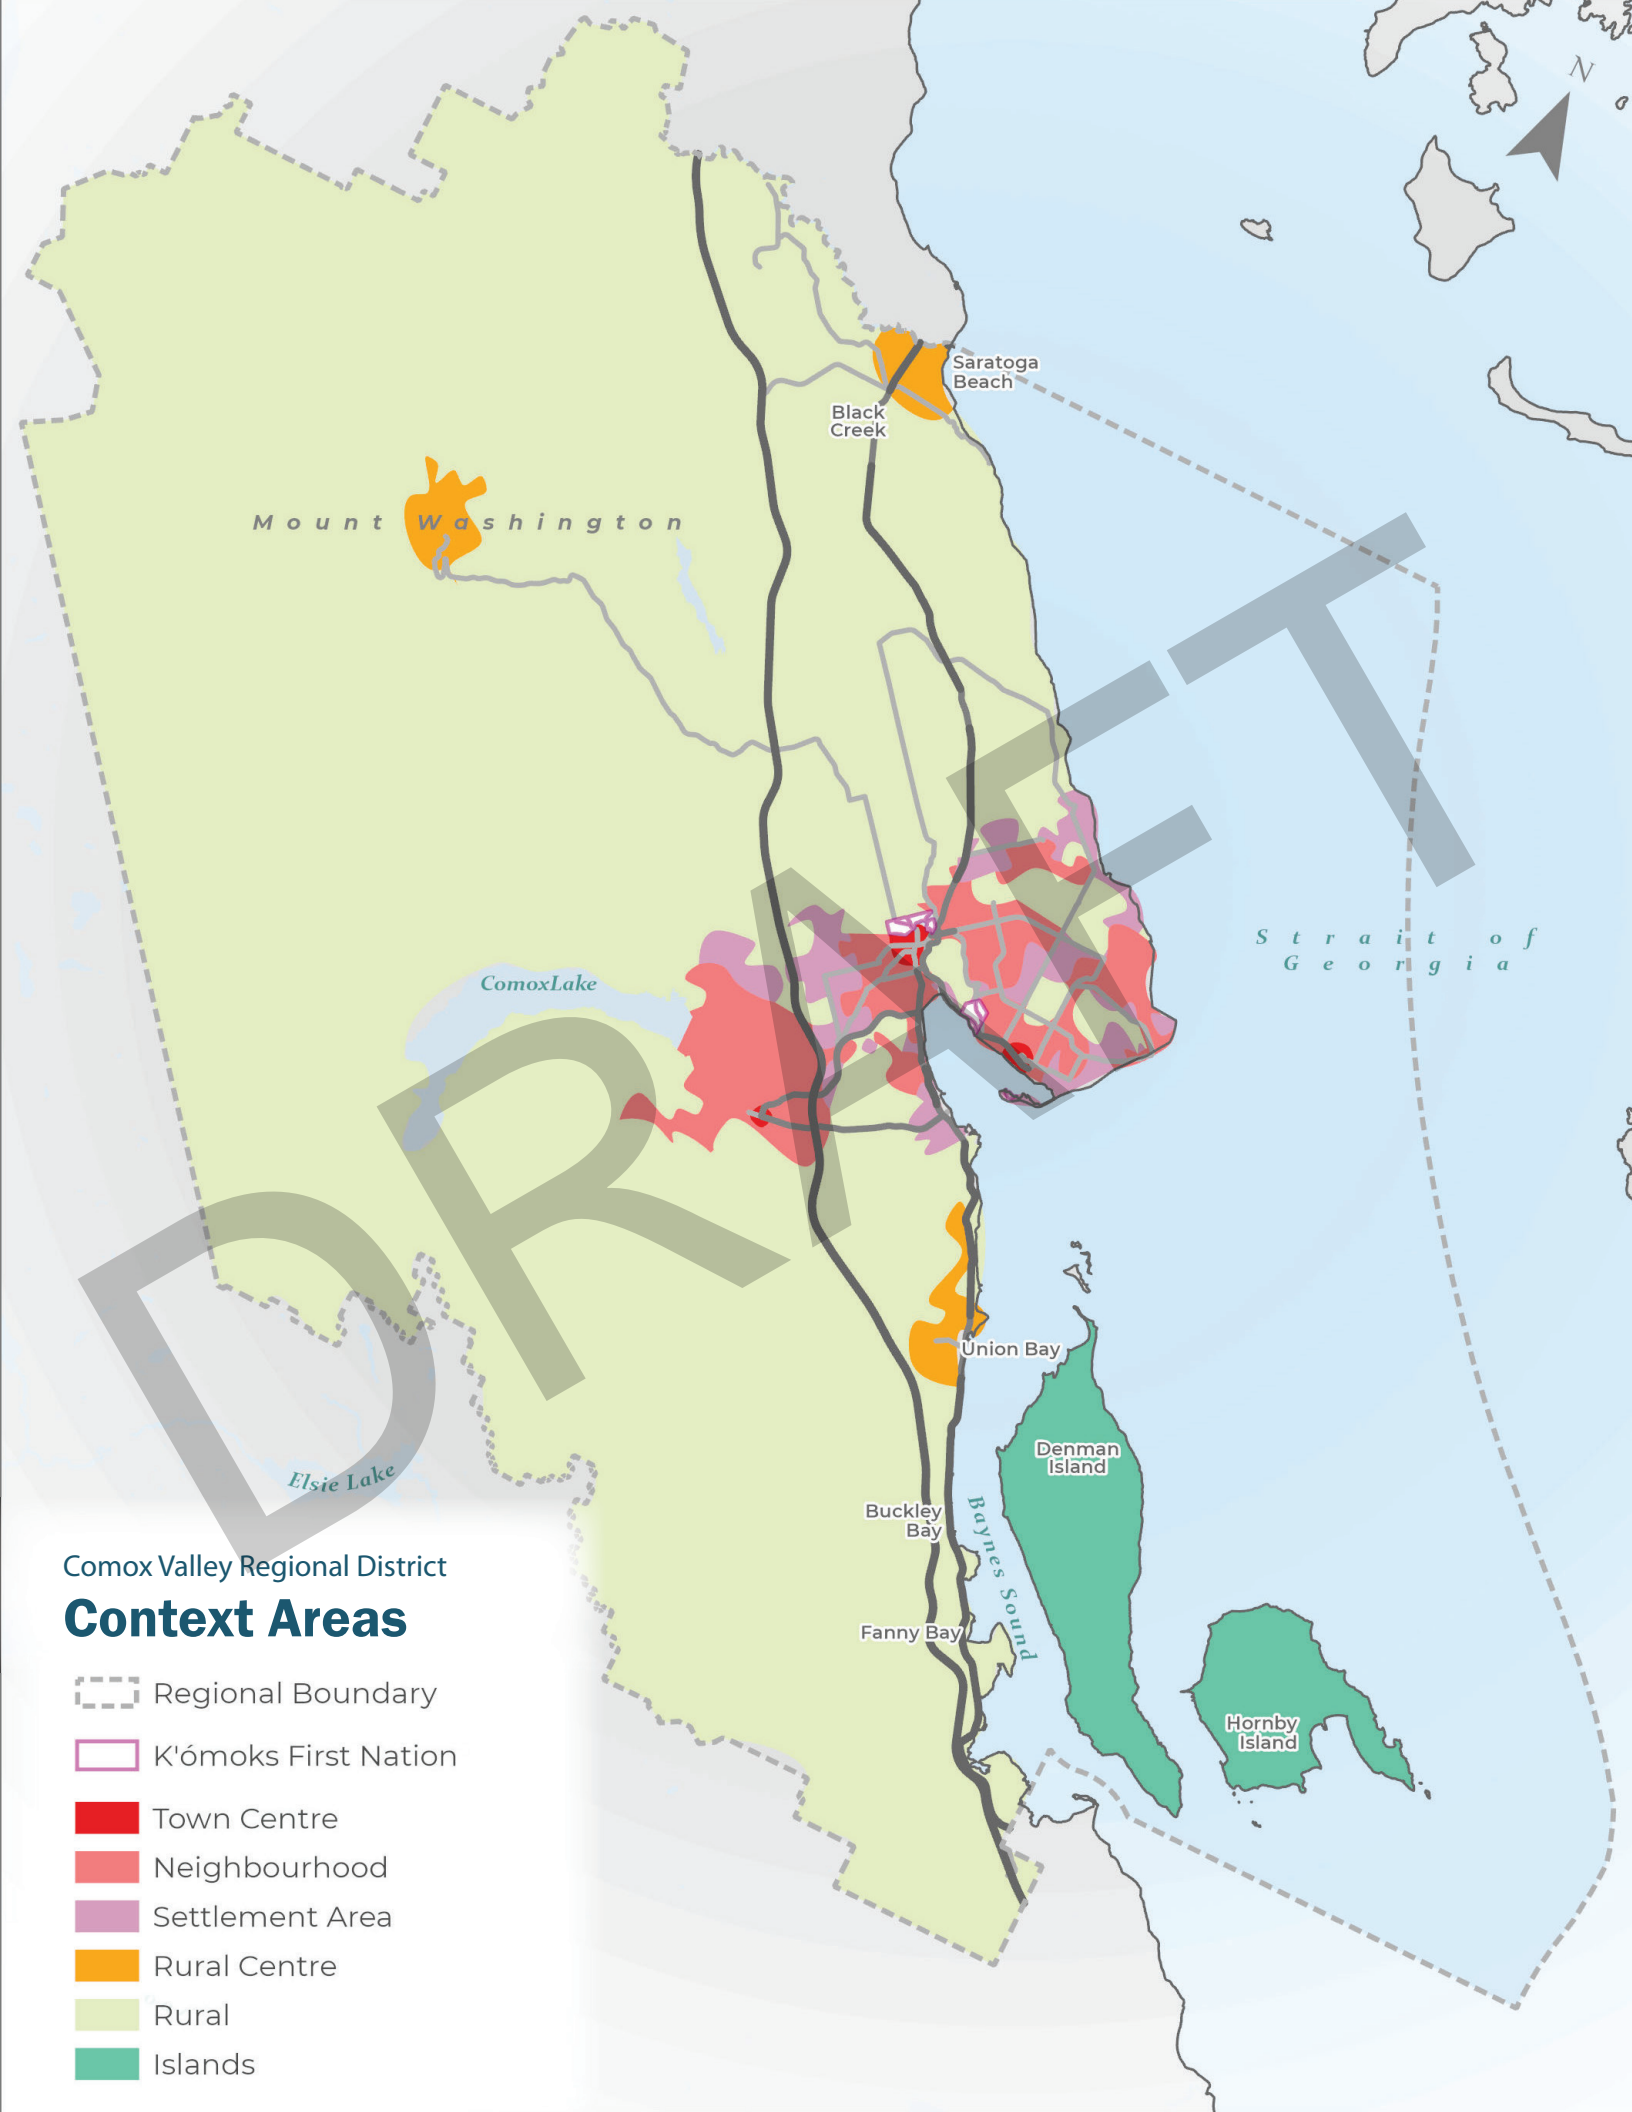 N
Saratoga
Beach
Black
Creek
Mount Washington
Strait of
Georgia
ComoxLake
Union Bay
Denman
Island
Elsie Lake
Buckley
Bay
Baynes Sound
Fanny Bay
Hornby
Island
DRAFT
Comox Valley Regional District
Context Areas
Regional Boundary
K'ómoks First Nation
Town Centre
Neighbourhood
Settlement Area
Rural Centre
Rural
Islands